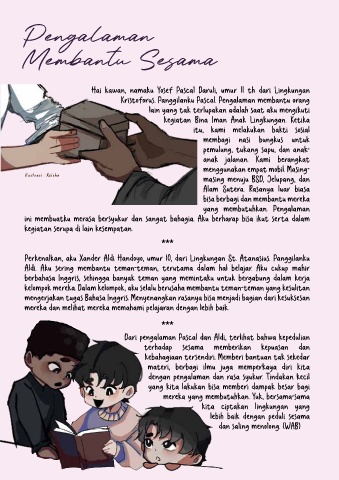 Pengalaman
Membantu Sesama
Hai kawan, namaku Yosef Pascal Daruli, umur 11 th dari Lingkungan
Kristoforus. Panggilanku Pascal. Pengalaman membantu orang
lain yang tak terlupakan adalah saat aku mengikuti
kegiatan Bina Iman Anak Lingkungan. Ketika
itu, kami melakukan bakti sosial
membagi nasi bungkus untuk
pemulung, tukang sapu, dan anak-
anak jalanan. Kami berangkat
menggunakan empat mobil. Masing-
masing menuju BSD, Jelupang, dan
Alam Sutera. Rasanya luar biasa
bisa berbagi dan membantu mereka
yang membutuhkan. Pengalaman
ini membuatku merasa bersyukur dan sangat bahagia. Aku berharap bisa ikut serta dalam
kegiatan serupa di lain kesempatan.
***
Perkenalkan, aku Xander Aldi Handoyo, umur 10, dari Lingkungan St. Atanasius. Panggilanku
Aldi. Aku sering membantu teman-teman, terutama dalam hal belajar. Aku cukup mahir
berbahasa Inggris, sehingga banyak teman yang memintaku untuk bergabung dalam kerja
kelompok mereka. Dalam kelompok, aku selalu berusaha membantu teman-teman yang kesulitan
mengerjakan tugas Bahasa Inggris. Menyenangkan rasanya bisa menjadi bagian dari kesuksesan
mereka dan melihat mereka memahami pelajaran dengan lebih baik.
***
Dari pengalaman Pascal dan Aldi, terlihat bahwa kepedulian
terhadap sesama memberikan kepuasan dan
kebahagiaan tersendiri. Memberi bantuan tak sekedar
materi, berbagi ilmu juga memperkaya diri kita
dengan pengalaman dan rasa syukur. Tindakan kecil
yang kita lakukan bisa memberi dampak besar bagi
mereka yang membutuhkan. Yuk, bersama-sama
kita ciptakan lingkungan yang
lebih baik dengan peduli sesama
dan saling menolong. (WAB)